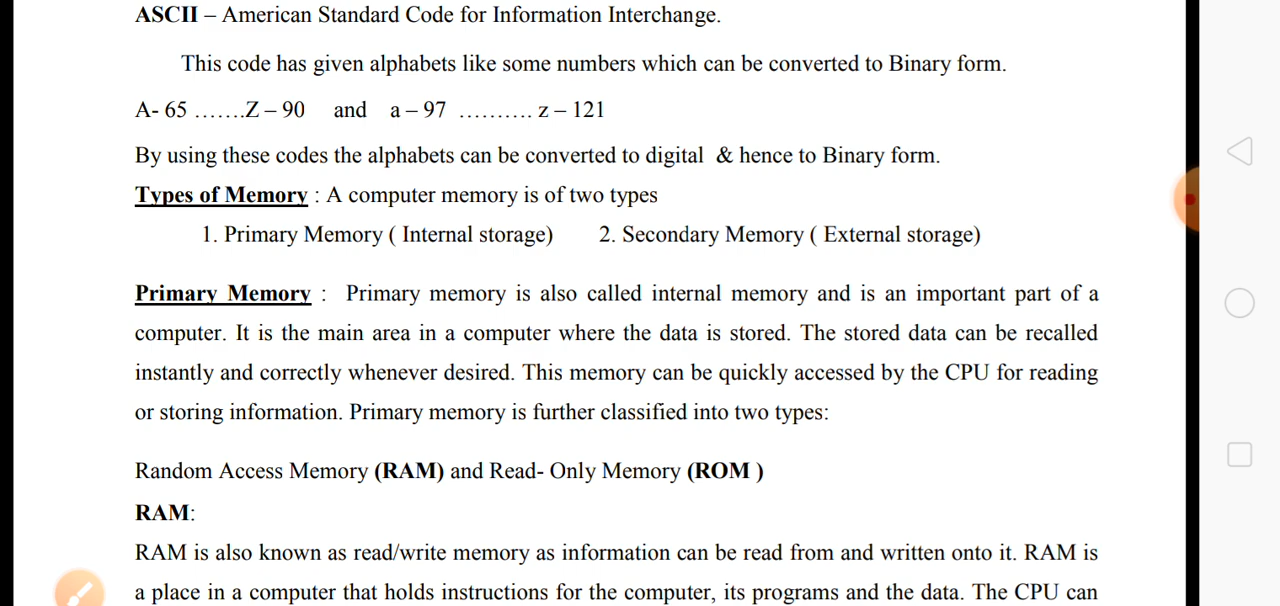 ASCII – American Standard Code for Information Interchange.
This code has given alphabets like some numbers which can be converted to Binary form.
A- 65 …….Z – 90 and a – 97 ………. z – 121
By using these codes the alphabets can be converted to digital & hence to Binary form.
Types of Memory : A computer memory is of two types
1. Primary Memory ( Internal storage) 2. Secondary Memory ( External storage)
Primary Memory : Primary memory is also called internal memory and is an important part of a
computer. It is the main area in a computer where the data is stored. The stored data can be recalled
instantly and correctly whenever desired. This memory can be quickly accessed by the CPU for reading
or storing information. Primary memory is further classified into two types:
Random Access Memory (RAM) and Read- Only Memory (ROM )
RAM:
RAM is also known as read/write memory as information can be read from and written onto it. RAM is
a place in a computer that holds instructions for the computer, its programs and the data. The CPU can